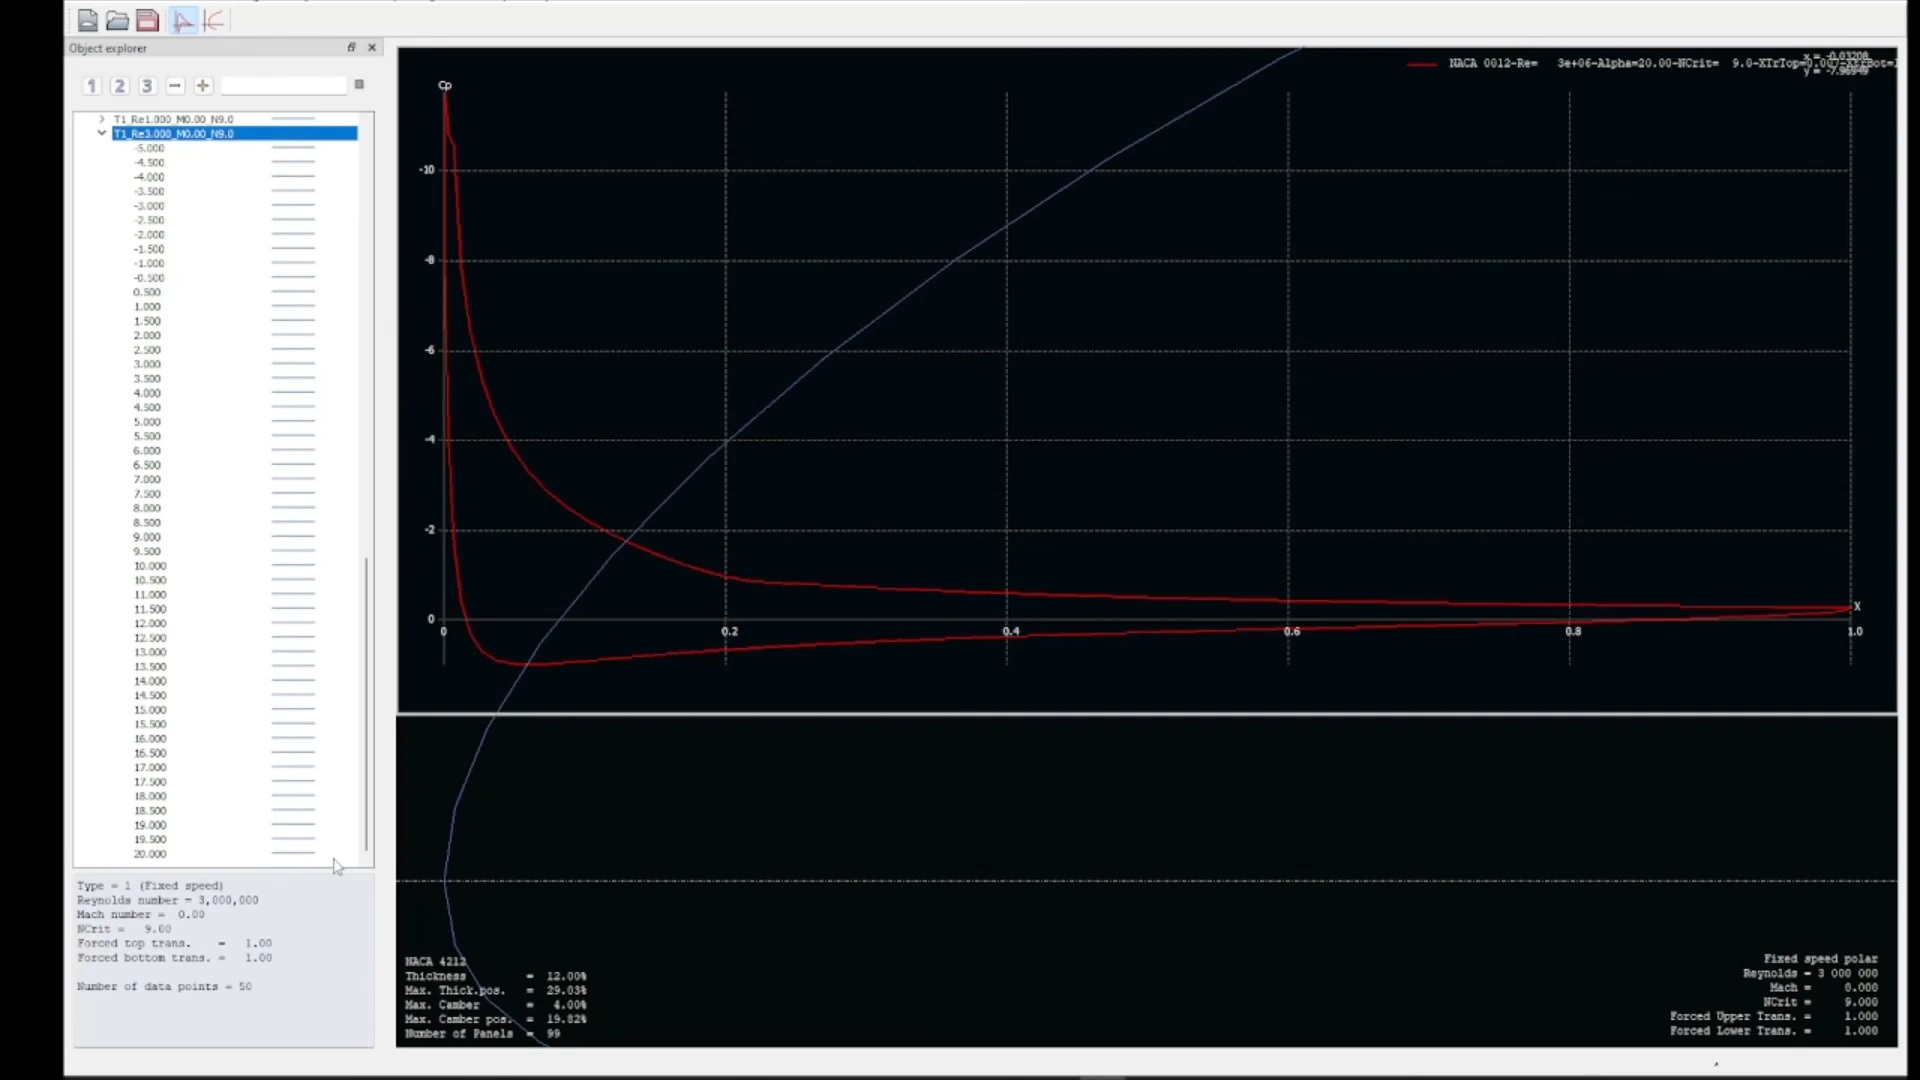 Object explorer
1 2 3
T1_Re1.000_M0.00_N9.0
T1_Re3.000_M0.00_N9.0
-5.000
-4.500
-4.000
-3.500
-3.000
-2.500
-2.000
-1.500
-1.000
-0.500
0.500
1.000
1.500
2.000
2.500
3.000
3.500
4.000
4.500
5.000
5.500
6.000
6.500
7.000
7.500
8.000
8.500
9.000
9.500
10.000
10.500
11.000
11.500
12.000
12.500
13.000
13.500
14.000
14.500
15.000
15.500
16.000
16.500
17.000
17.500
18.000
18.500
19.000
19.500
20.000
Type = 1 (Fixed speed)
Reynolds number = 3,000,000
Mach number = 0.00
NCrit = 9.00
Forced top trans. = 1.00
Forced bottom trans. = 1.00
Number of data points = 50
NACA 0012-Re= 3e+06-Alpha=20.00-NCrit= 9.0-XTrTop=0.007
Cp
-10
-8
-6
-4
-2
0
0 0.2 0.4 0.6 0.8 1.0
X
NACA 4212
Thickness = 12.00%
Max. Thick.pos. = 29.03%
Max. Camber = 4.00%
Max. Camber pos. = 19.82%
Number of Panels = 99
Fixed speed polar
Reynolds = 3 000 000
Mach = 0.000
NCrit = 9.000
Forced Upper Trans. = 1.000
Forced Lower Trans. = 1.000